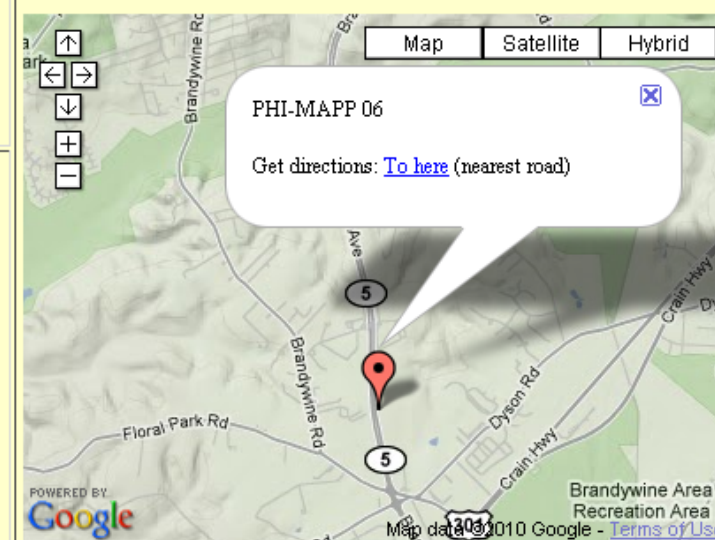 Brandywine Rd
Map
Satellite
Hybrid
PHI-MAPP 06
Get directions: To here (nearest road)
Ave
5
Crain Hwy
Brandywine Rd
Dyson Rd
Floral Park Rd
5
Crain Hwy
POWERED BY
Google
301
Brandywine Area
Recreation Area
Map data ©2010 Google - Terms of Us